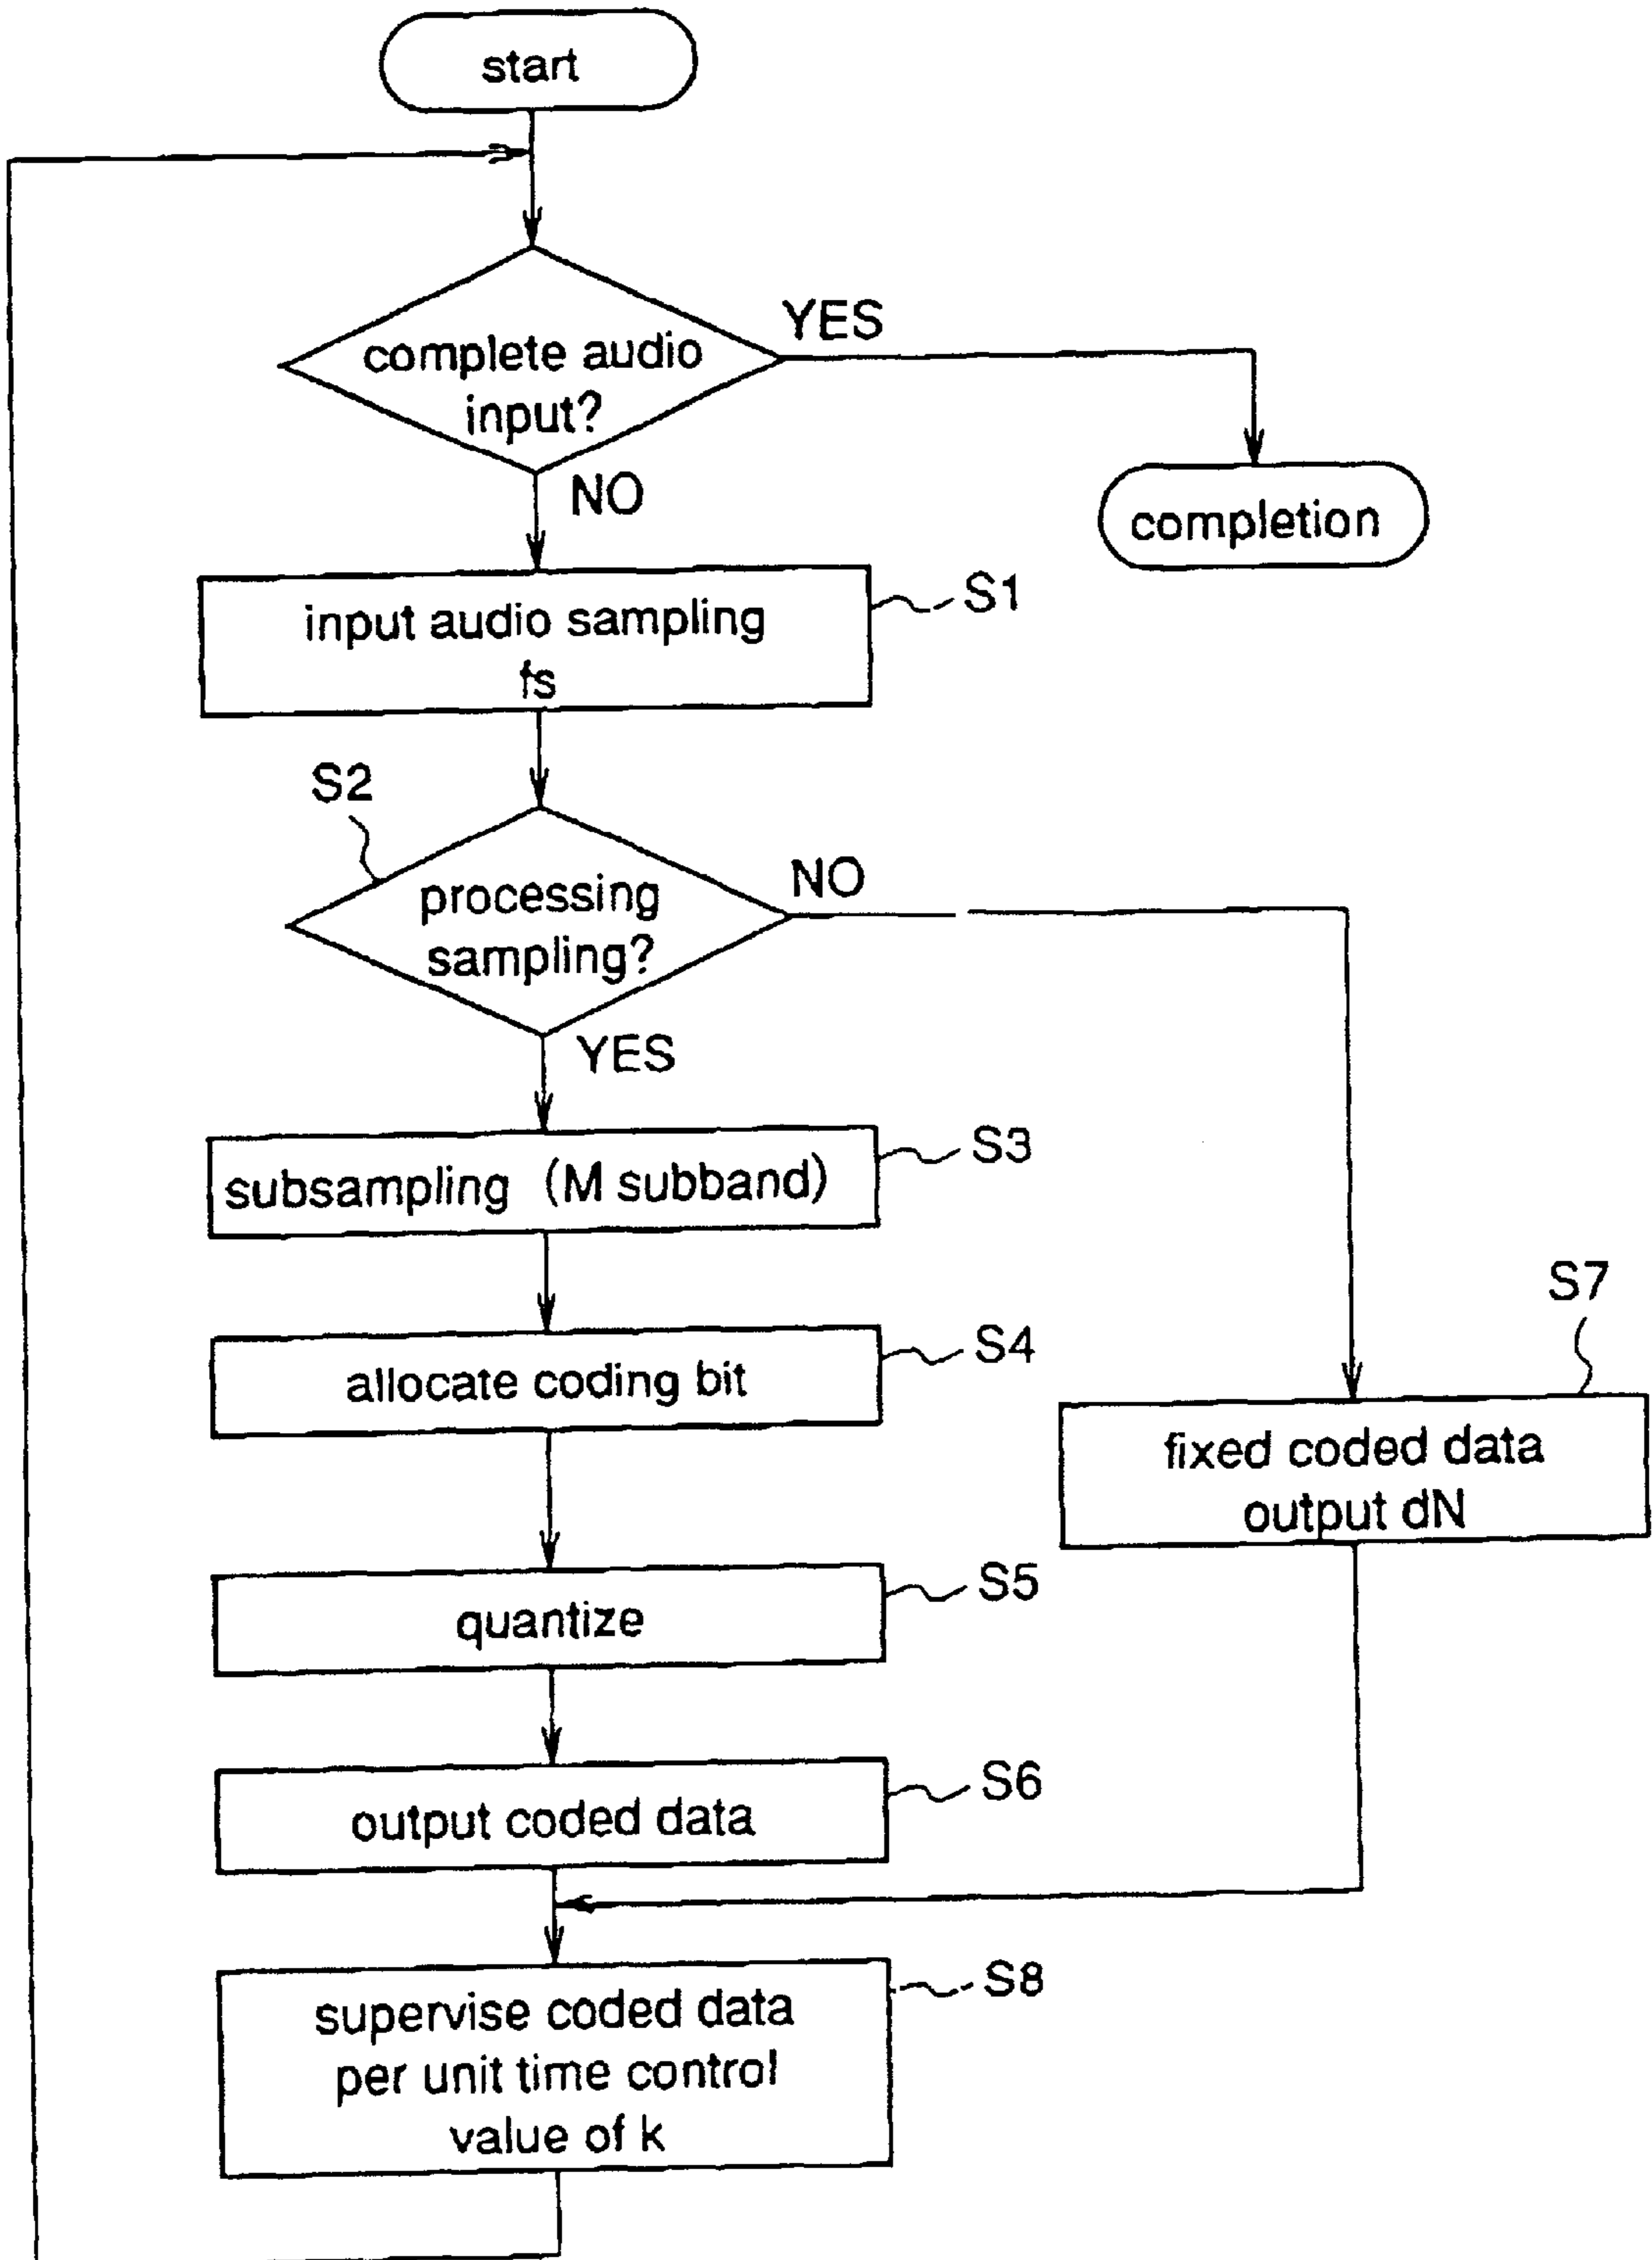 start
complete audio
input?
YES
NO
completion
input audio sampling
fs
S1
S2
processing
sampling?
NO
YES
subsampling (M subband)
S3
allocate coding bit
S4
S7
fixed coded data
output dN
quantize
S5
output coded data
S6
supervise coded data
per unit time control
value of k
S8